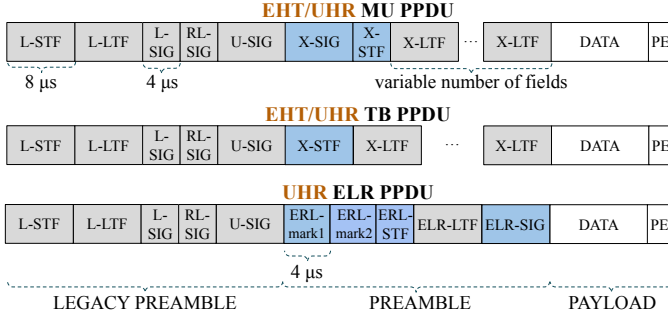 EHT/UHR MU PPDU
L-STF L-LTF L-SIG RL-SIG U-SIG X-SIG X-STF X-LTF ... X-LTF DATA PE
8 μs 4 μs variable number of fields
EHT/UHR TB PPDU
L-STF L-LTF L-SIG RL-SIG U-SIG X-STF X-LTF ... X-LTF DATA PE
UHR ELR PPDU
L-STF L-LTF L-SIG RL-SIG U-SIG ERL-mark1 ERL-mark2 ERL-STF ELR-LTF ELR-SIG DATA PE
4 μs
LEGACY PREAMBLE PREAMBLE PAYLOAD